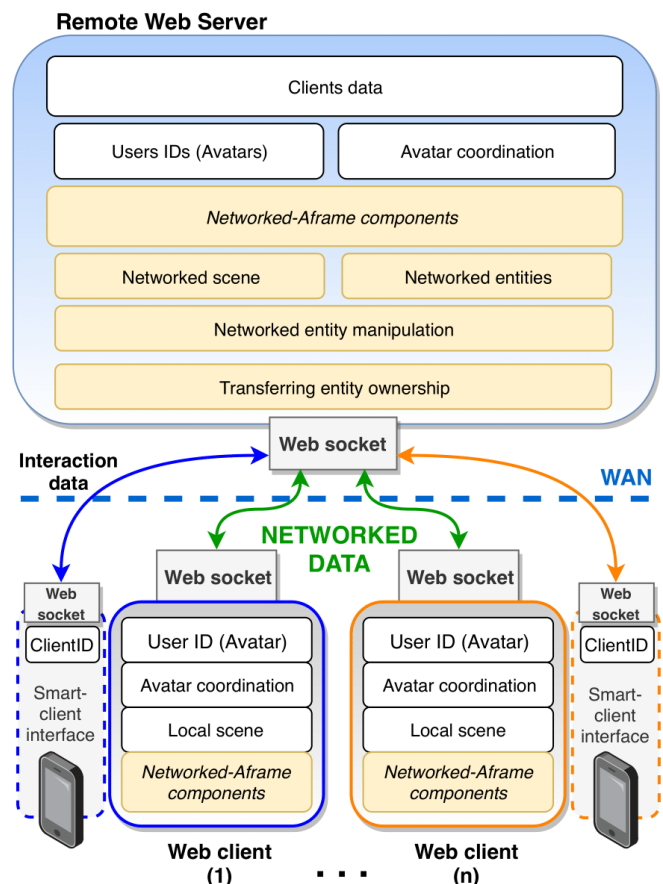 Remote Web Server
Clients data
Users IDs (Avatars)
Avatar coordination
Networked-Aframe components
Networked scene
Networked entities
Networked entity manipulation
Transferring entity ownership
Web socket
Interaction
data
WAN
NETWORKED
DATA
Web socket
Web socket
Web
socket
ClientID
Smart-
client
interface
User ID (Avatar)
Avatar coordination
Local scene
Networked-Aframe
components
User ID (Avatar)
Avatar coordination
Local scene
Networked-Aframe
components
Web
socket
ClientID
Smart-
client
interface
Web client
(1)
. . .
Web client
(n)